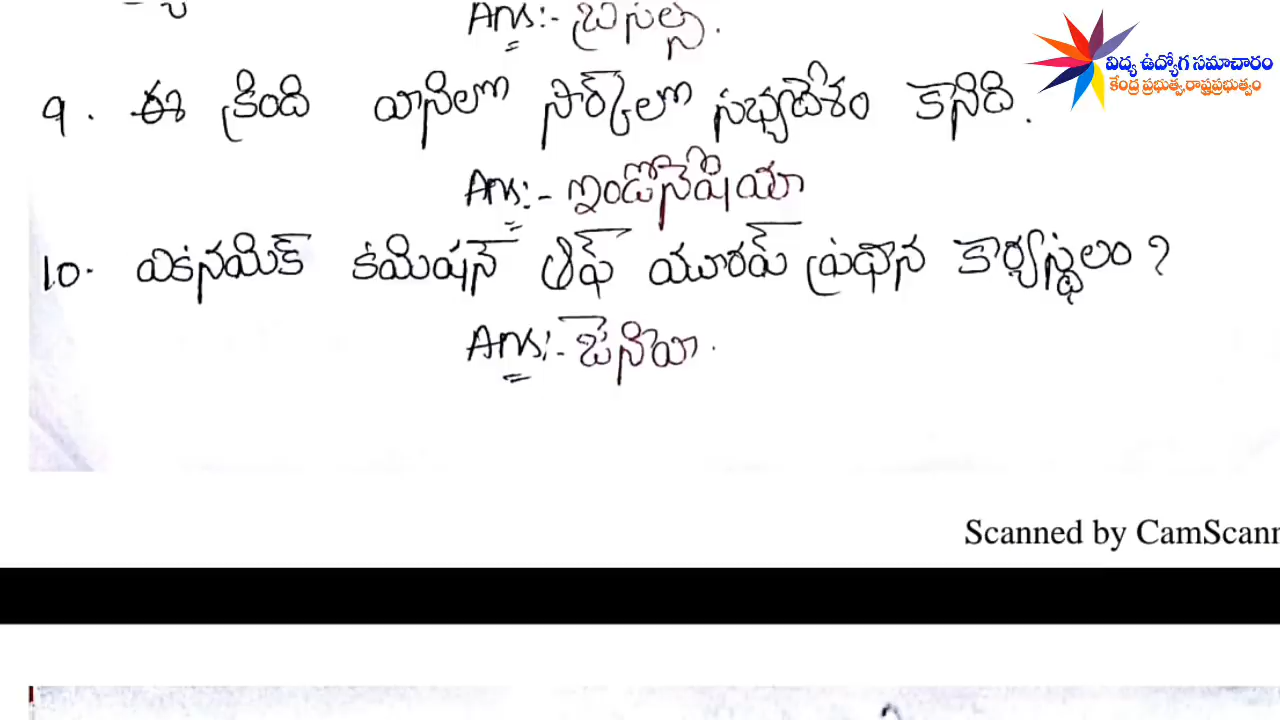 Ans:- బ్రసెల్స్.
విద్య ఉద్యోగ సమాచారం
కేంద్ర ప్రభుత్వ,రాష్ట్రప్రభుత్వం
9. ఈ క్రింది వీనిలో సార్క్‌లో సభ్యదేశం కానిది.
Ans:- ఇండోనేషియా
10. ఎకనమిక్ కమిషన్ ఆఫ్ యూరప్ ప్రధాన కార్యస్థలం?
Ans:- జెనీవా.
Scanned by CamScann